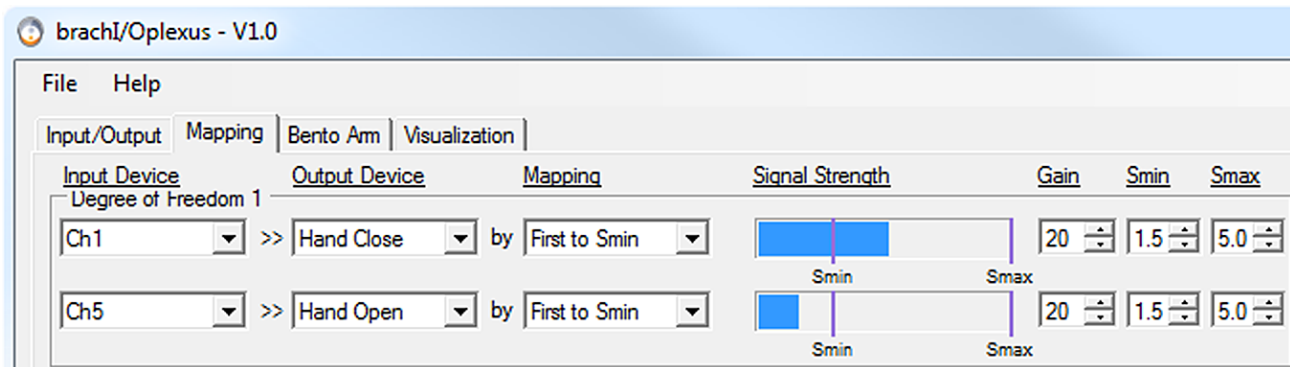 brachI/Oplexus - V1.0
File Help
Input/Output Mapping Bento Arm Visualization
Input Device Output Device Mapping Signal Strength Gain Smin Smax
Degree of Freedom 1
Ch1 >> Hand Close by First to Smin 20 1.5 5.0
Smin Smax
Ch5 >> Hand Open by First to Smin 20 1.5 5.0
Smin Smax